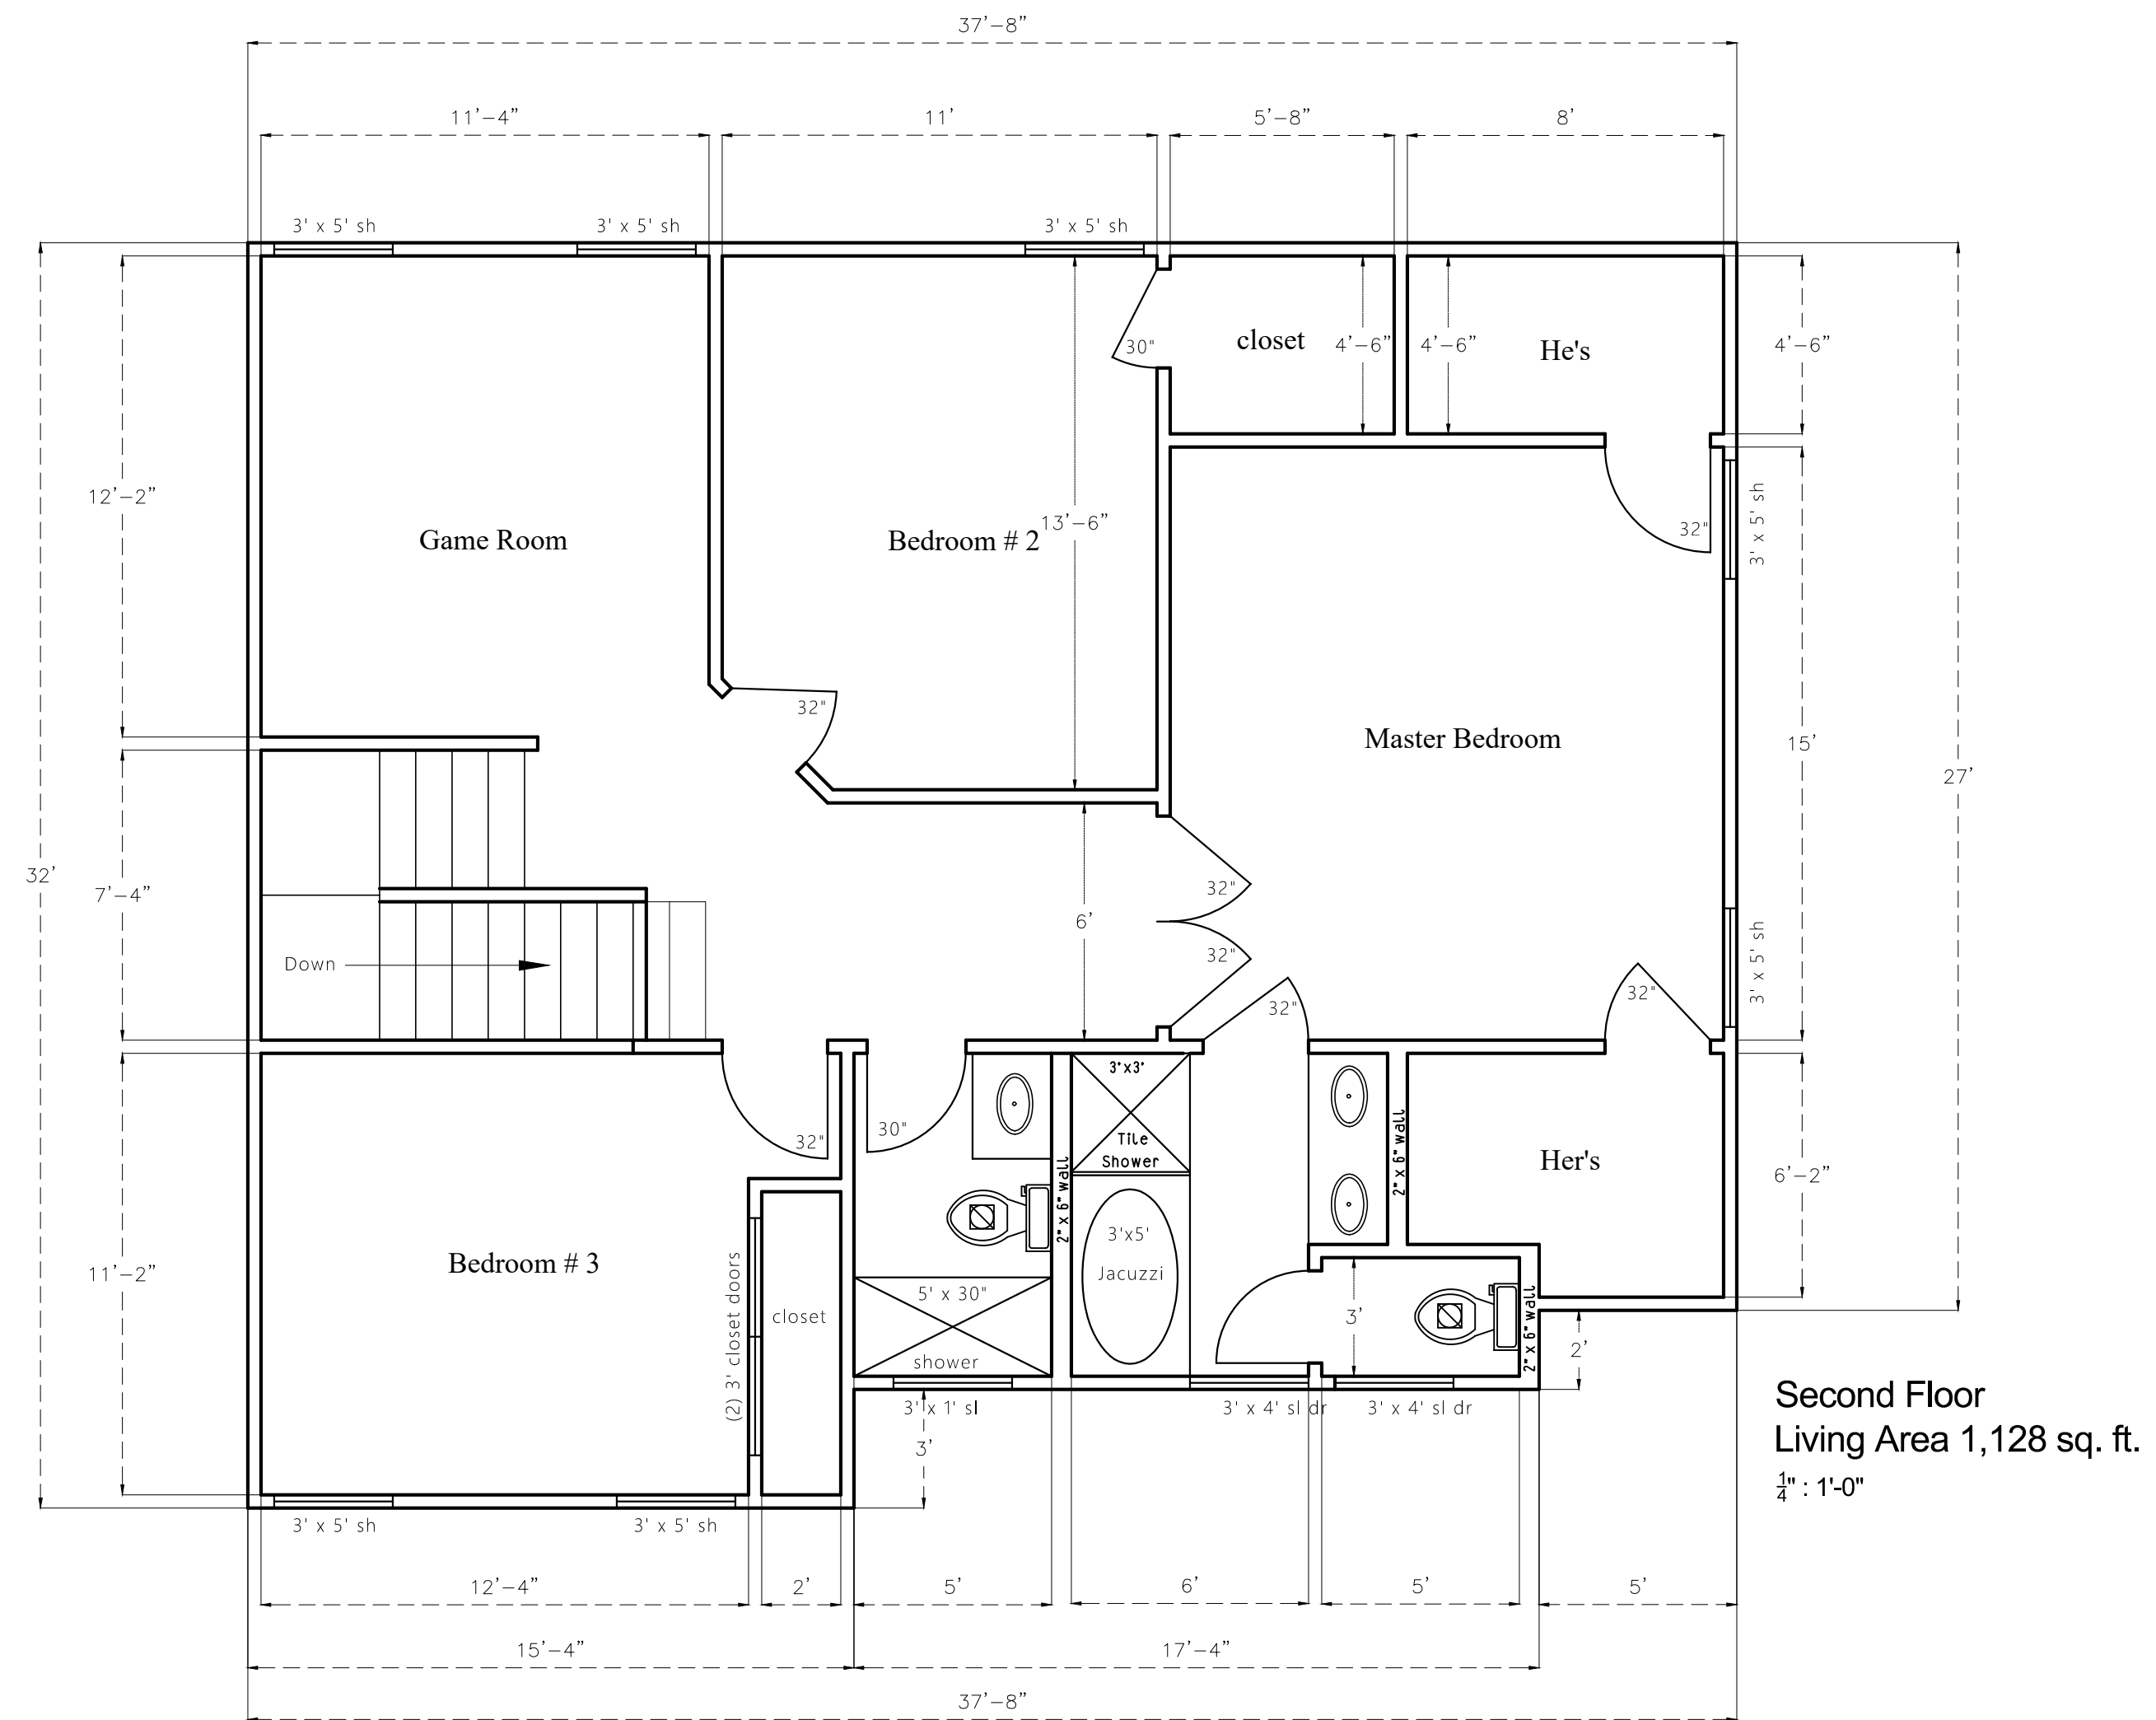 37’–8”
11’–4”
11’
5’–8”
8’
3' x 5' sh
3' x 5' sh
3' x 5' sh
30"
closet
4’–6”
4’–6”
He's
4’–6”
12’–2”
3' x 5' sh
32"
13’–6”
Game Room
Bedroom # 2
32"
Master Bedroom
15’
27’
32’
7’–4”
32"
6’
Down
32"
3' x 5' sh
32"
32"
3'x3'
Tile
Shower
32"
30"
2" x 6" wall
2" x 6" wall
Her's
6’–2”
3'x5'
Jacuzzi
Bedroom # 3
11’–2”
(2) 3' closet doors
closet
5' x 30"
shower
3’
2" x 6" wall
2’
3' x 1' sl
3' x 4' sl dr
3' x 4' sl dr
3’
Second Floor
Living Area 1,128 sq. ft.
1/4" : 1'-0"
3' x 5' sh
3' x 5' sh
12’–4”
2’
5’
6’
5’
5’
15’–4”
17’–4”
37’–8”